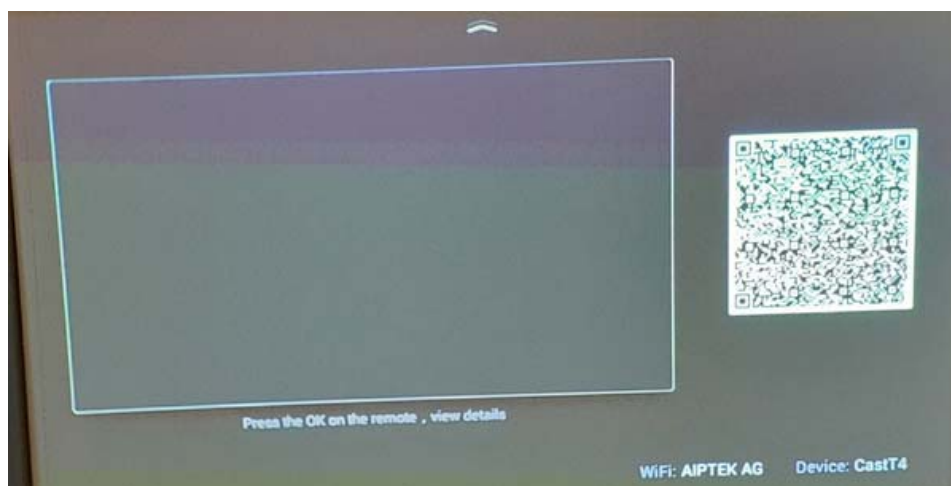 Press the OK on the remote , view details
WiFi: AIPTEK AG Device: CastT4